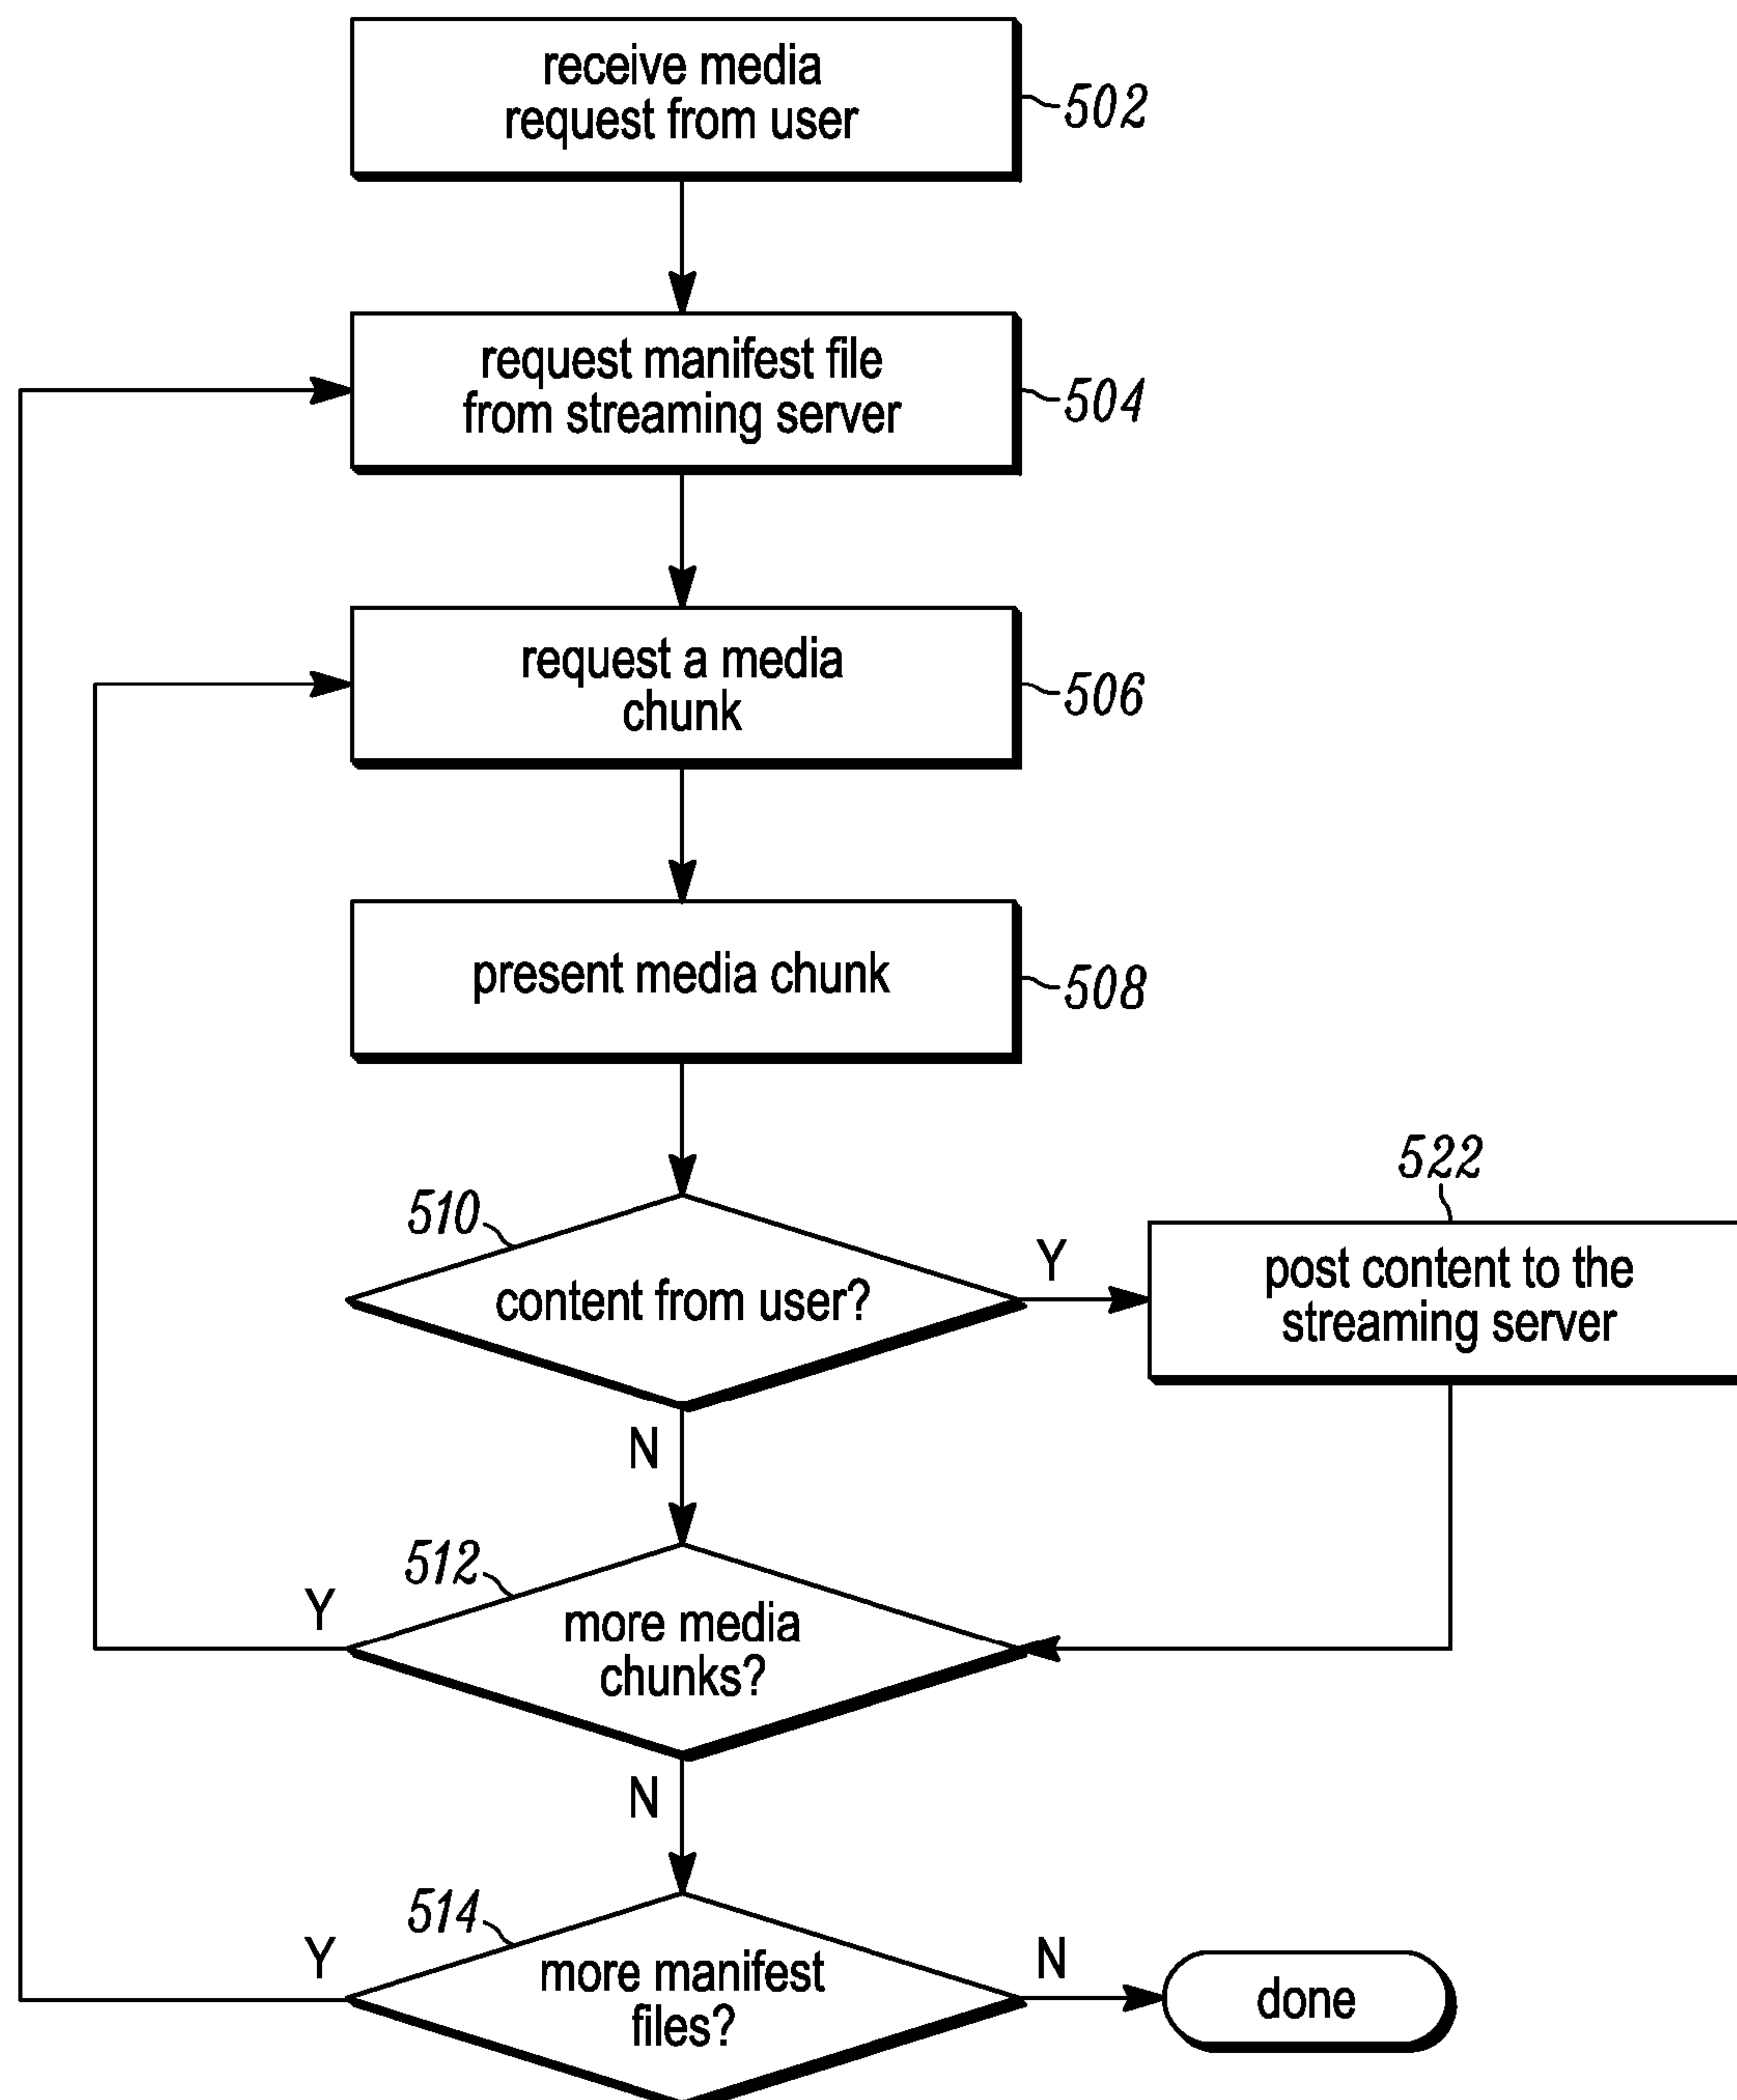 receive media
request from user
502
request manifest file
from streaming server
504
request a media
chunk
506
present media chunk
508
510
content from user?
Y
522
post content to the
streaming server
N
512
Y
more media
chunks?
N
514
Y
more manifest
files?
N
done